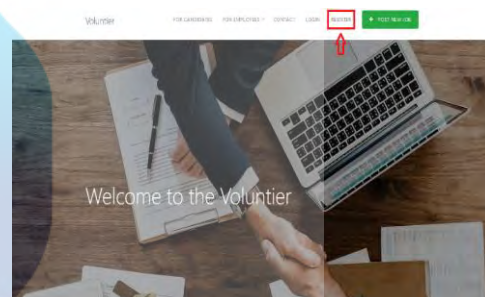 Voluntier
FOR CANDIDATES FOR EMPLOYERS CONTACT LOGIN REGISTER + POST NEW JOB
Welcome to the Voluntier